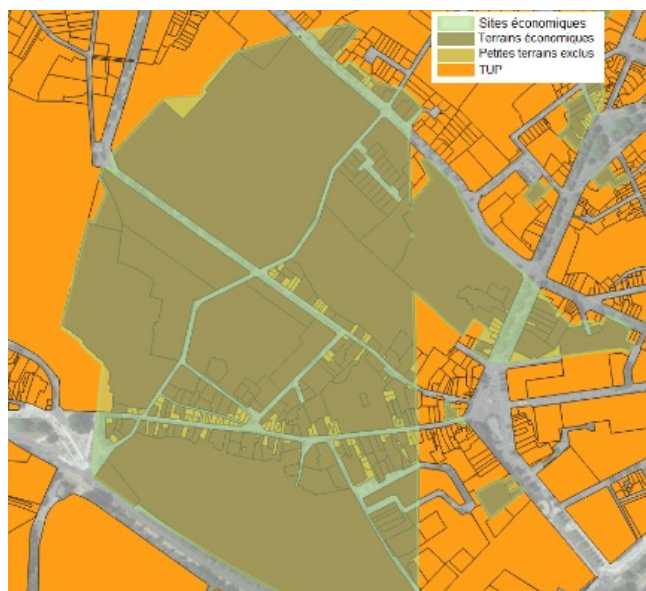 Sites économiques
Terrains économiques
Petites terrains exclus
TUP